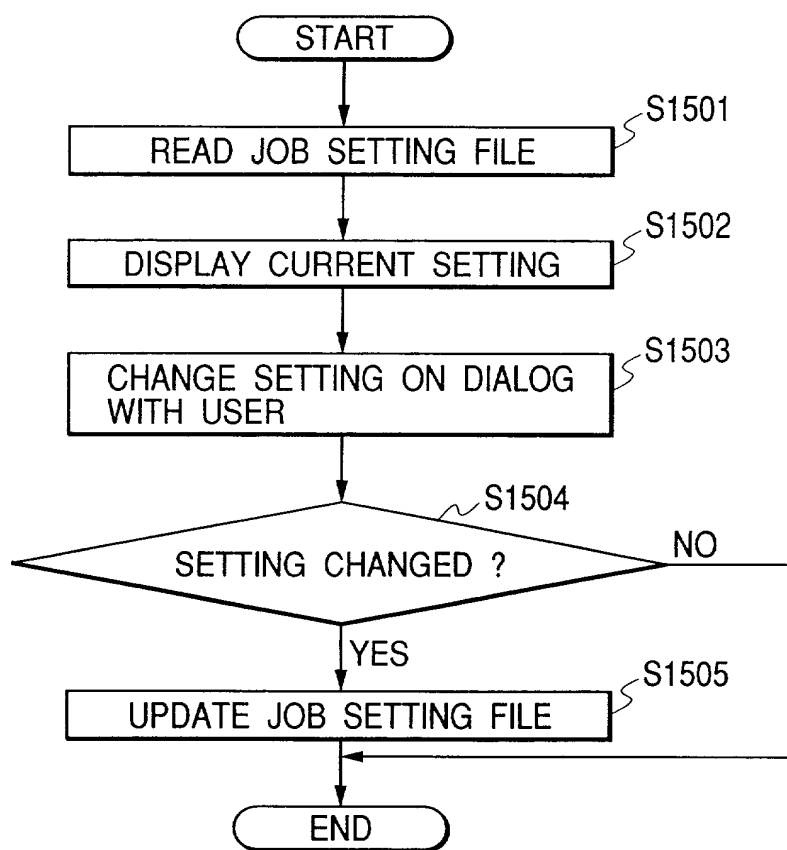 START
S1501
READ JOB SETTING FILE
S1502
DISPLAY CURRENT SETTING
S1503
CHANGE SETTING ON DIALOG
WITH USER
S1504
SETTING CHANGED ?
NO
YES
S1505
UPDATE JOB SETTING FILE
END